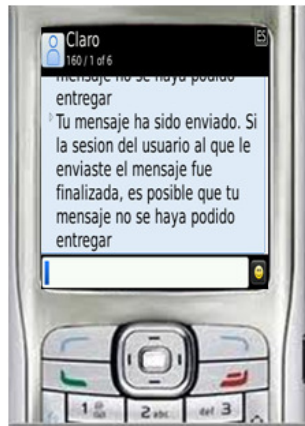 Claro
ES
160 / 1 of 6
mensaje no se haya podido
entregar
Tu mensaje ha sido enviado. Si
la sesion del usuario al que le
enviaste el mensaje fue
finalizada, es posible que tu
mensaje no se haya podido
entregar
1
2 abc
def 3